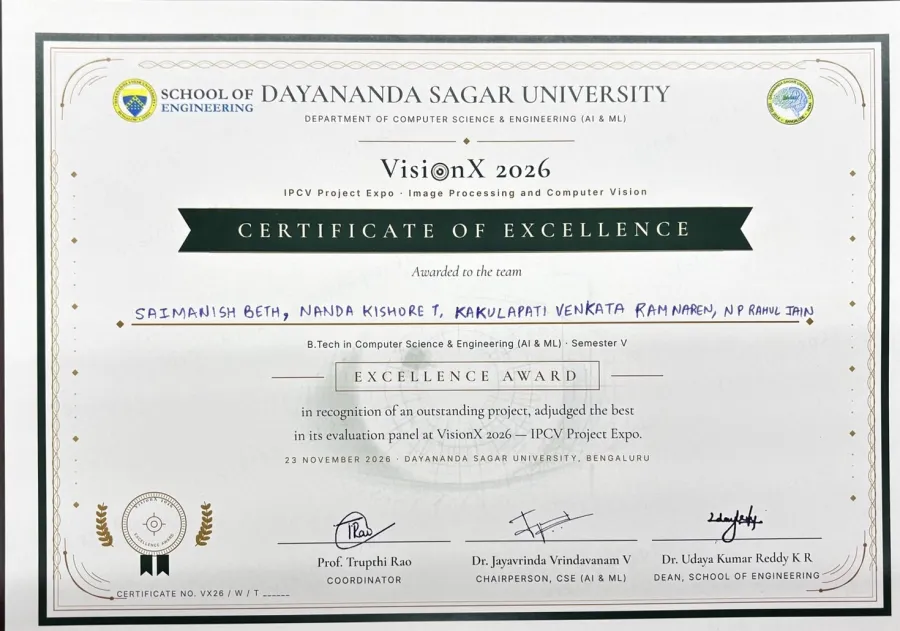 SCHOOL OF
ENGINEERING
DAYANANDA SAGAR UNIVERSITY
DEPARTMENT OF COMPUTER SCIENCE & ENGINEERING (AI & ML)
VisionX 2026
IPCV Project Expo · Image Processing and Computer Vision
CERTIFICATE OF EXCELLENCE
Awarded to the team
SAIMANISH BETH, NANDA KISHORE T, KAKULAPATI VENKATA RAM NAREN, N P RAHUL JAIN
B.Tech in Computer Science & Engineering (AI & ML) · Semester V
EXCELLENCE AWARD
in recognition of an outstanding project, adjudged the best
in its evaluation panel at VisionX 2026 — IPCV Project Expo.
23 NOVEMBER 2026 · DAYANANDA SAGAR UNIVERSITY, BENGALURU
TRao
Prof. Trupthi Rao
COORDINATOR
Dr. Jayavrinda Vrindavanam V
CHAIRPERSON, CSE (AI & ML)
Dr. Udaya Kumar Reddy K R
DEAN, SCHOOL OF ENGINEERING
CERTIFICATE NO. VX26 / W / T ______